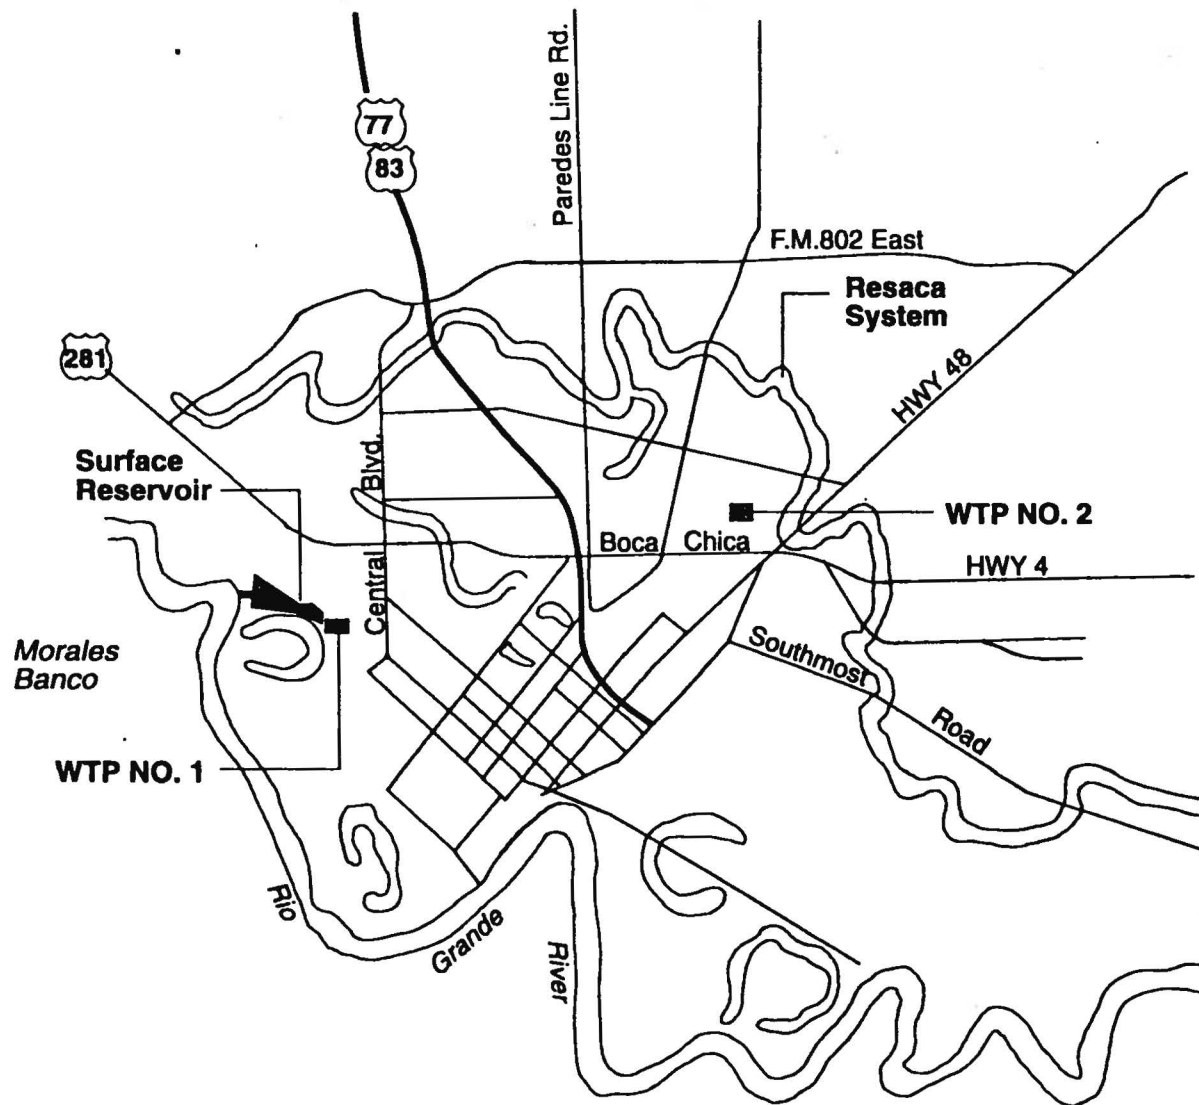 77
83
Paredes Line Rd.
F.M.802 East
Resaca
System
281
HWY 48
Surface
Reservoir
Central Blvd.
WTP NO. 2
Boca Chica
HWY 4
Morales
Banco
Southmost Road
WTP NO. 1
Rio Grande River